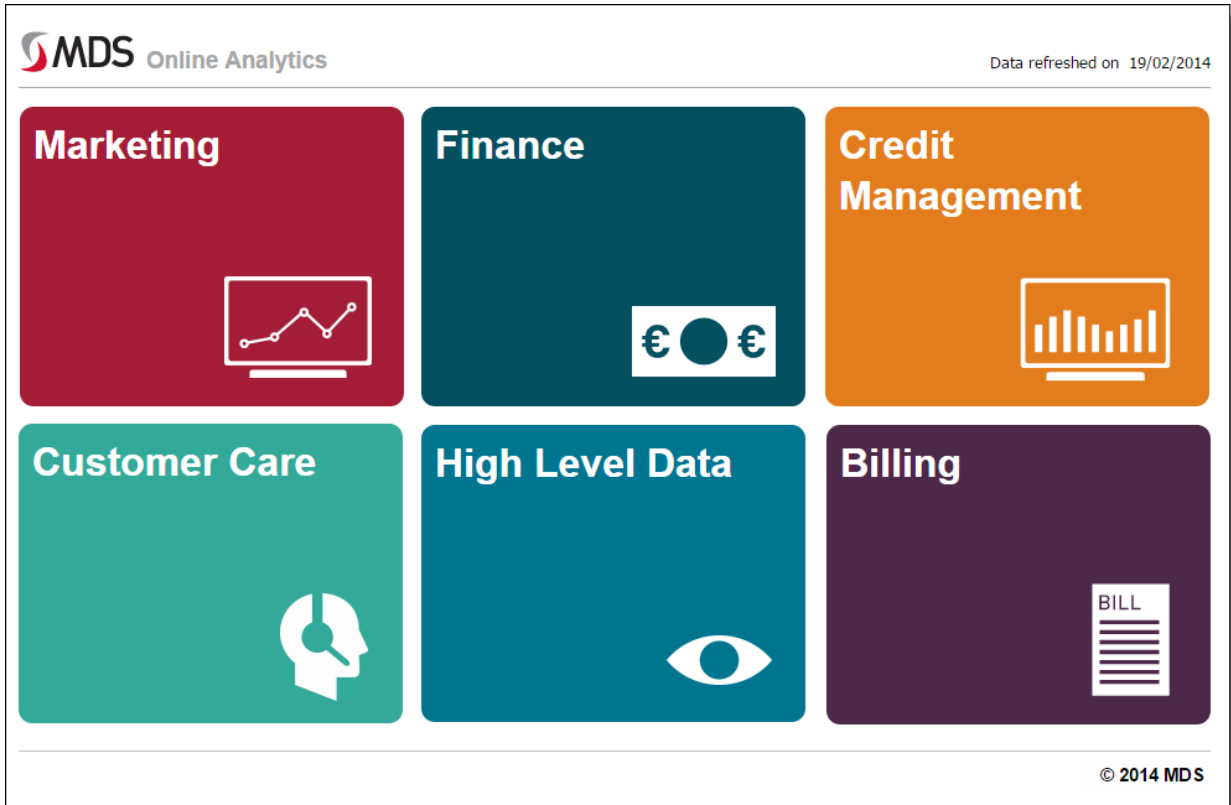 MDS Online Analytics
Data refreshed on 19/02/2014
Marketing
Finance
€ €
Credit
Management
Customer Care
High Level Data
Billing
BILL
© 2014 MDS